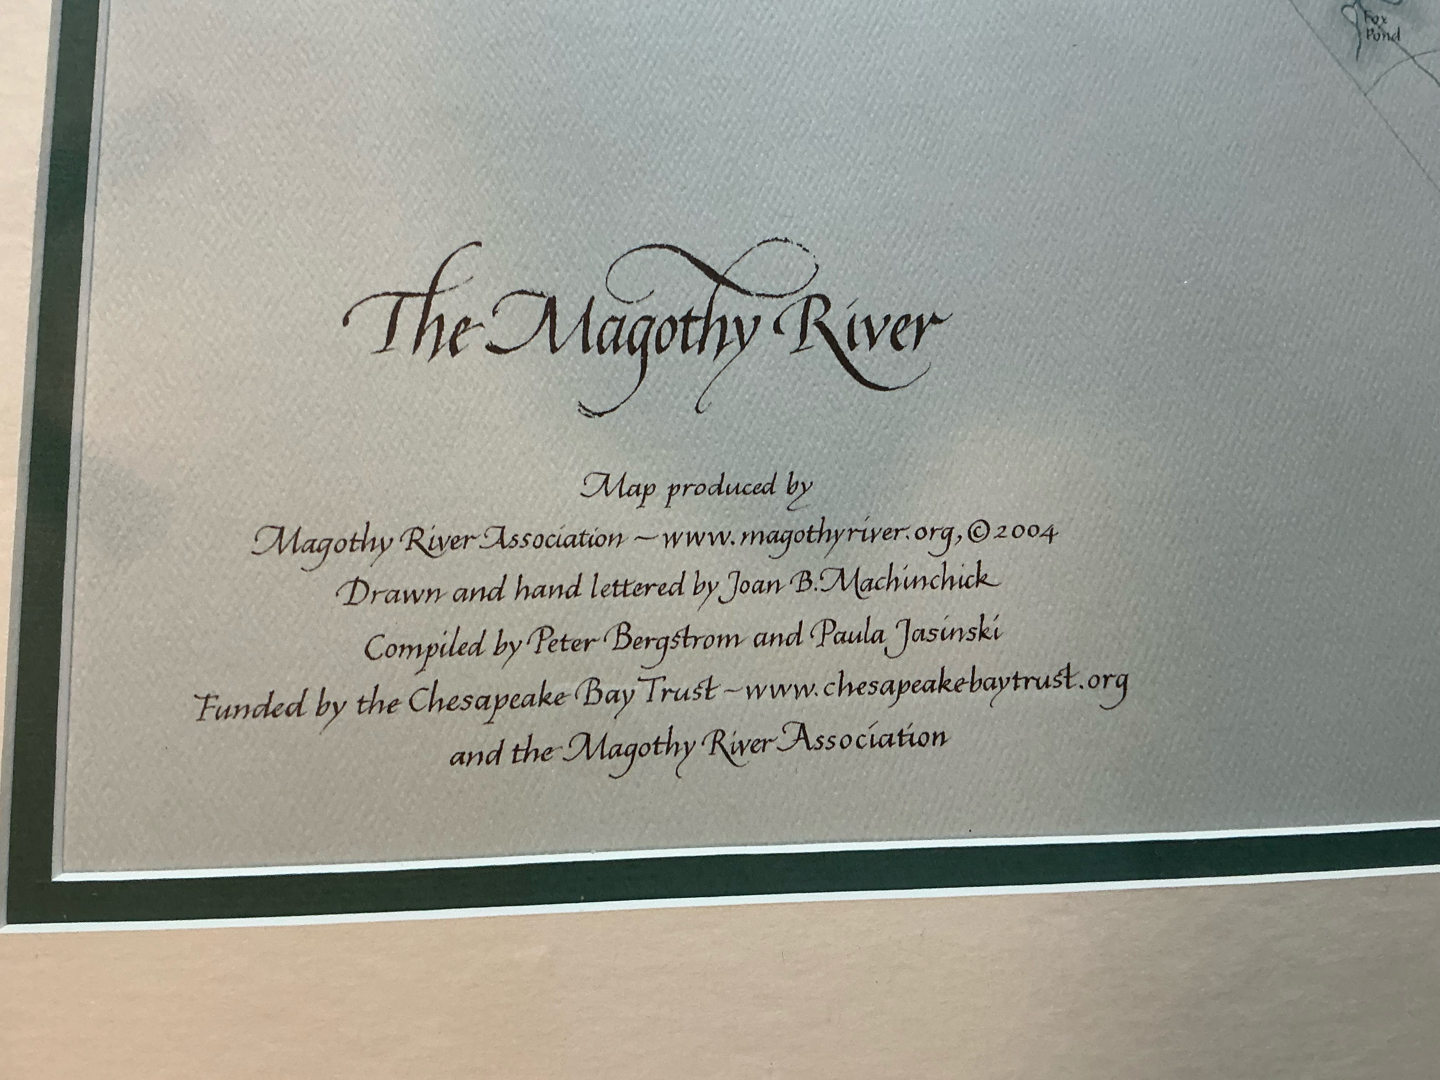 Fox
Pond
The Magothy River
Map produced by
Magothy River Association ~ www.magothyriver.org, © 2004
Drawn and hand lettered by Joan B. Machinchick
Compiled by Peter Bergstrom and Paula Jasinski
Funded by the Chesapeake Bay Trust ~ www.chesapeakebaytrust.org
and the Magothy River Association